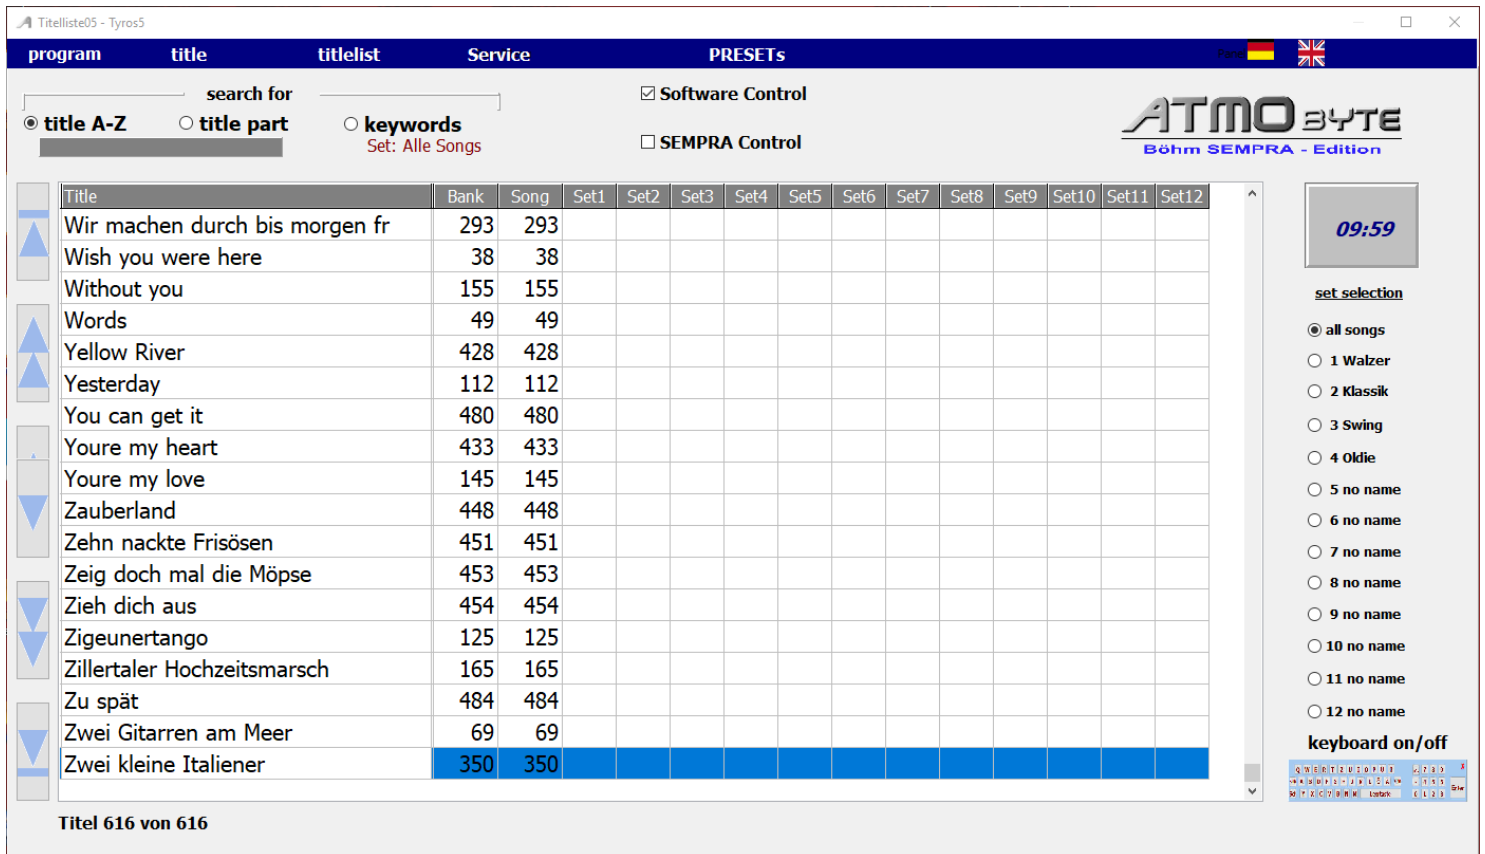 Titelliste05 - Tyros5
program title titlelist Service PRESETs
search for
title A-Z title part keywords
Set: Alle Songs
Software Control
SEMPRA Control
ATMO BYTE
Böhm SEMPRA - Edition
Title Bank Song Set1 Set2 Set3 Set4 Set5 Set6 Set7 Set8 Set9 Set10 Set11 Set12
Wir machen durch bis morgen fr 293 293
Wish you were here 38 38
Without you 155 155
Words 49 49
Yellow River 428 428
Yesterday 112 112
You can get it 480 480
Youre my heart 433 433
Youre my love 145 145
Zauberland 448 448
Zehn nackte Frisösen 451 451
Zeig doch mal die Möpse 453 453
Zieh dich aus 454 454
Zigeunertango 125 125
Zillertaler Hochzeitsmarsch 165 165
Zu spät 484 484
Zwei Gitarren am Meer 69 69
Zwei kleine Italiener 350 350
Titel 616 von 616
09:59
set selection
all songs
1 Walzer
2 Klassik
3 Swing
4 Oldie
5 no name
6 no name
7 no name
8 no name
9 no name
10 no name
11 no name
12 no name
keyboard on/off